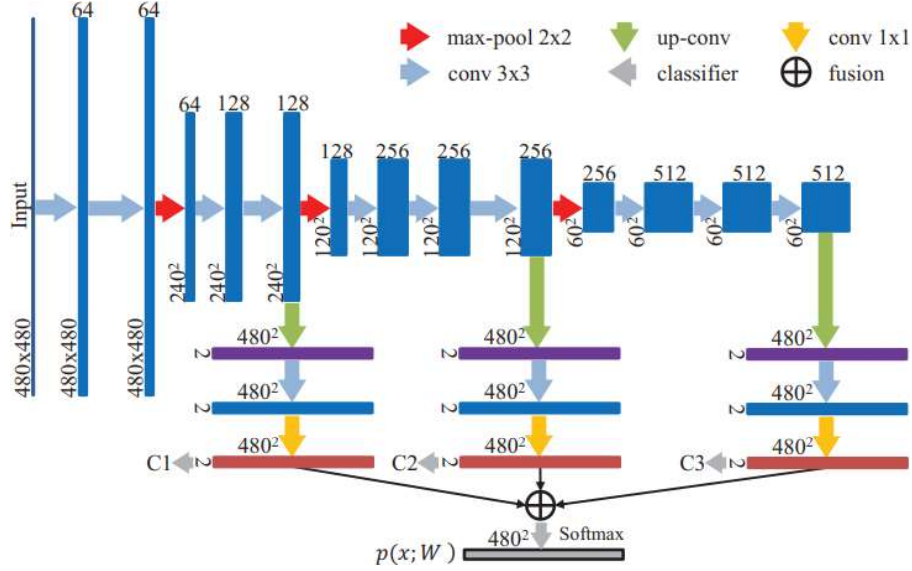 64 64
max-pool 2x2 up-conv conv 1x1
conv 3x3 classifier fusion
64 128 128
128 256 256 256
256 512 512 512
Input
480x480 480x480 480x480
240² 240² 240²
120² 120² 120² 120²
60² 60² 60² 60²
2 480² 2 480² 2 480²
2 480² 2 480² 2 480²
C1 2 480² C2 2 480² C3 2 480²
480² Softmax
p(x;W)